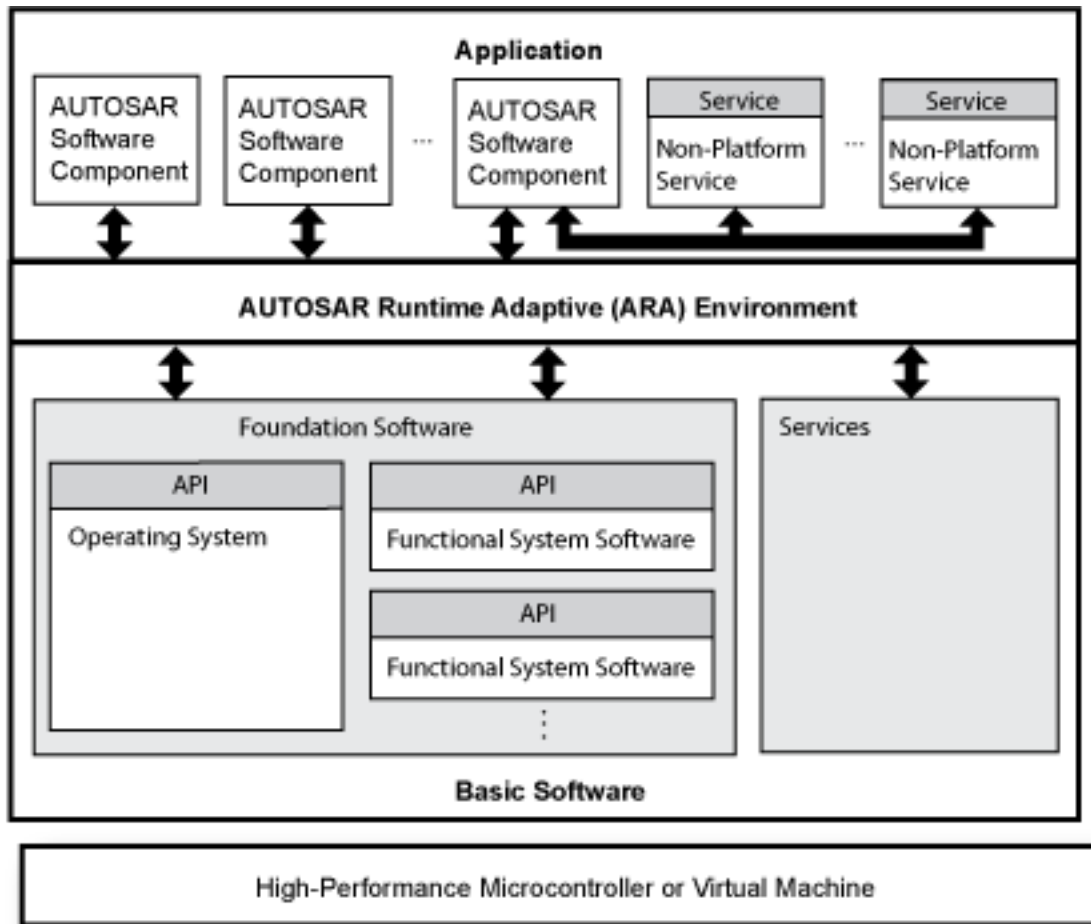 Application
AUTOSAR
Software
Component
AUTOSAR
Software
Component
...
AUTOSAR
Software
Component
Service
Non-Platform
Service
...
Service
Non-Platform
Service
AUTOSAR Runtime Adaptive (ARA) Environment
Foundation Software
API
Operating System
API
Functional System Software
API
Functional System Software
⋮
Services
Basic Software
High-Performance Microcontroller or Virtual Machine